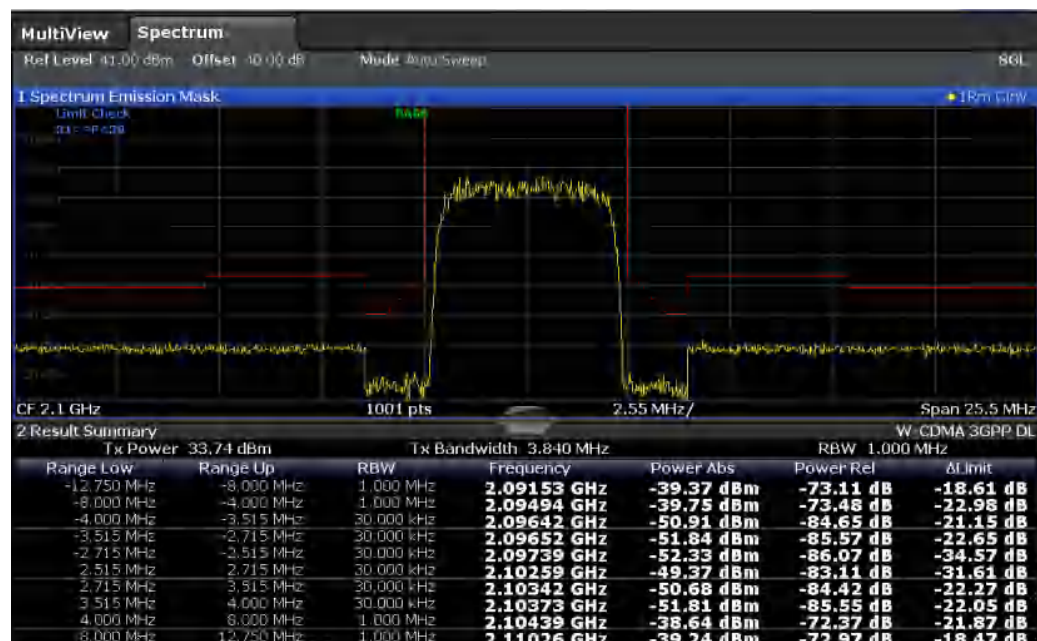 MultiView Spectrum
Ref Level 41.00 dBm Offset 40.00 dB Mode Auto Sweep SGL
1 Spectrum Emission Mask 1Rm Clrw
Limit Check
CF 2.1 GHz 1001 pts 2.55 MHz/ Span 25.5 MHz
2 Result Summary W-CDMA 3GPP DL
Tx Power 33,74 dBm Tx Bandwidth 3.840 MHz RBW 1.000 MHz
Range Low Range Up RBW Frequency Power Abs Power Rel ΔLimit
-12.750 MHz -8.000 MHz 1.000 MHz 2.09153 GHz -39.37 dBm -73.11 dB -18.61 dB
-8.000 MHz -4.000 MHz 1.000 MHz 2.09494 GHz -39.75 dBm -73.48 dB -22.98 dB
-4.000 MHz -3.515 MHz 30.000 kHz 2.09642 GHz -50.91 dBm -84.65 dB -21.15 dB
-3.515 MHz -2.715 MHz 30.000 kHz 2.09652 GHz -51.84 dBm -85.57 dB -22.65 dB
-2.715 MHz -2.515 MHz 30.000 kHz 2.09739 GHz -52.33 dBm -86.07 dB -34.57 dB
2.515 MHz 2.715 MHz 30.000 kHz 2.10259 GHz -49.37 dBm -83.11 dB -31.61 dB
2.715 MHz 3.515 MHz 30.000 kHz 2.10342 GHz -50.68 dBm -84.42 dB -22.27 dB
3.515 MHz 4.000 MHz 30.000 kHz 2.10373 GHz -51.81 dBm -85.55 dB -22.05 dB
4.000 MHz 8.000 MHz 1.000 MHz 2.10439 GHz -38.64 dBm -72.37 dB -21.87 dB
8.000 MHz 12.750 MHz 1.000 MHz 2.11026 GHz -39.24 dBm -72.97 dB